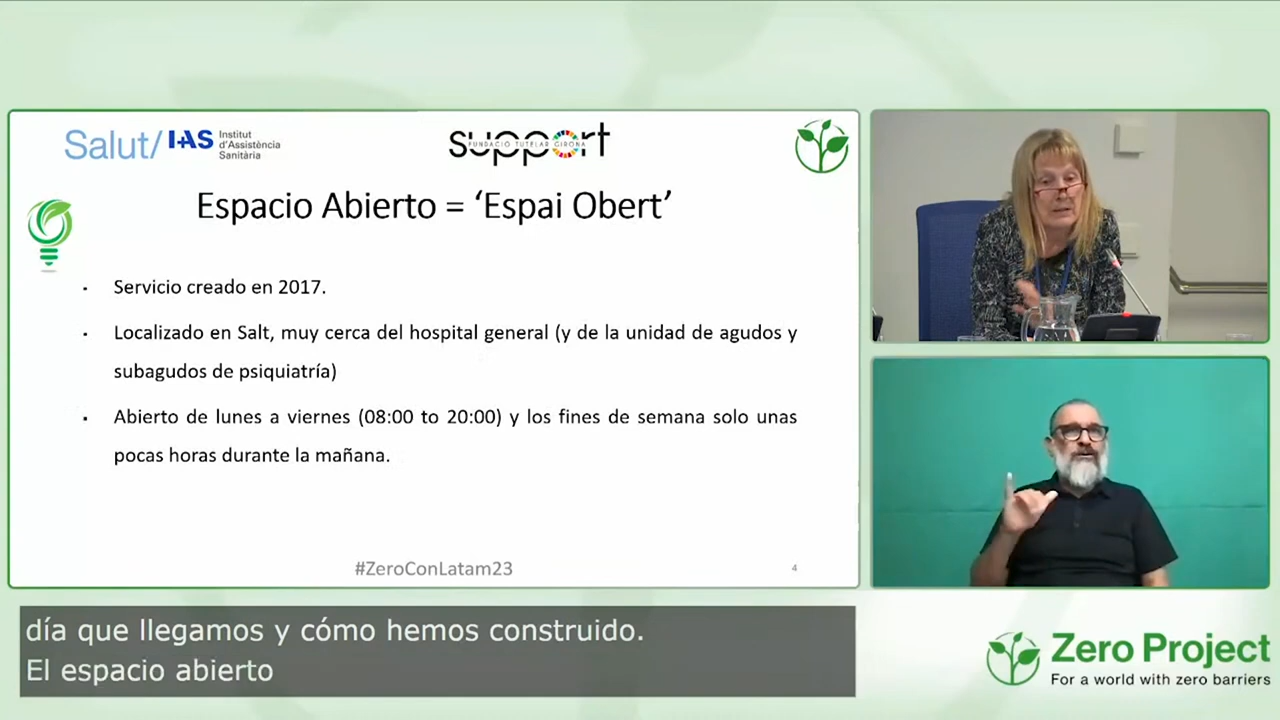 Salut/ IAS Institut
d'Assistència
Sanitària
support
FUNDACIÓ TUTELAR GIRONA
Espacio Abierto = ‘Espai Obert’
▪ Servicio creado en 2017.
▪ Localizado en Salt, muy cerca del hospital general (y de la unidad de agudos y
subagudos de psiquiatría)
▪ Abierto de lunes a viernes (08:00 to 20:00) y los fines de semana solo unas
pocas horas durante la mañana.
#ZeroConLatam23
4
día que llegamos y cómo hemos construido.
El espacio abierto
Zero Project
For a world with zero barriers